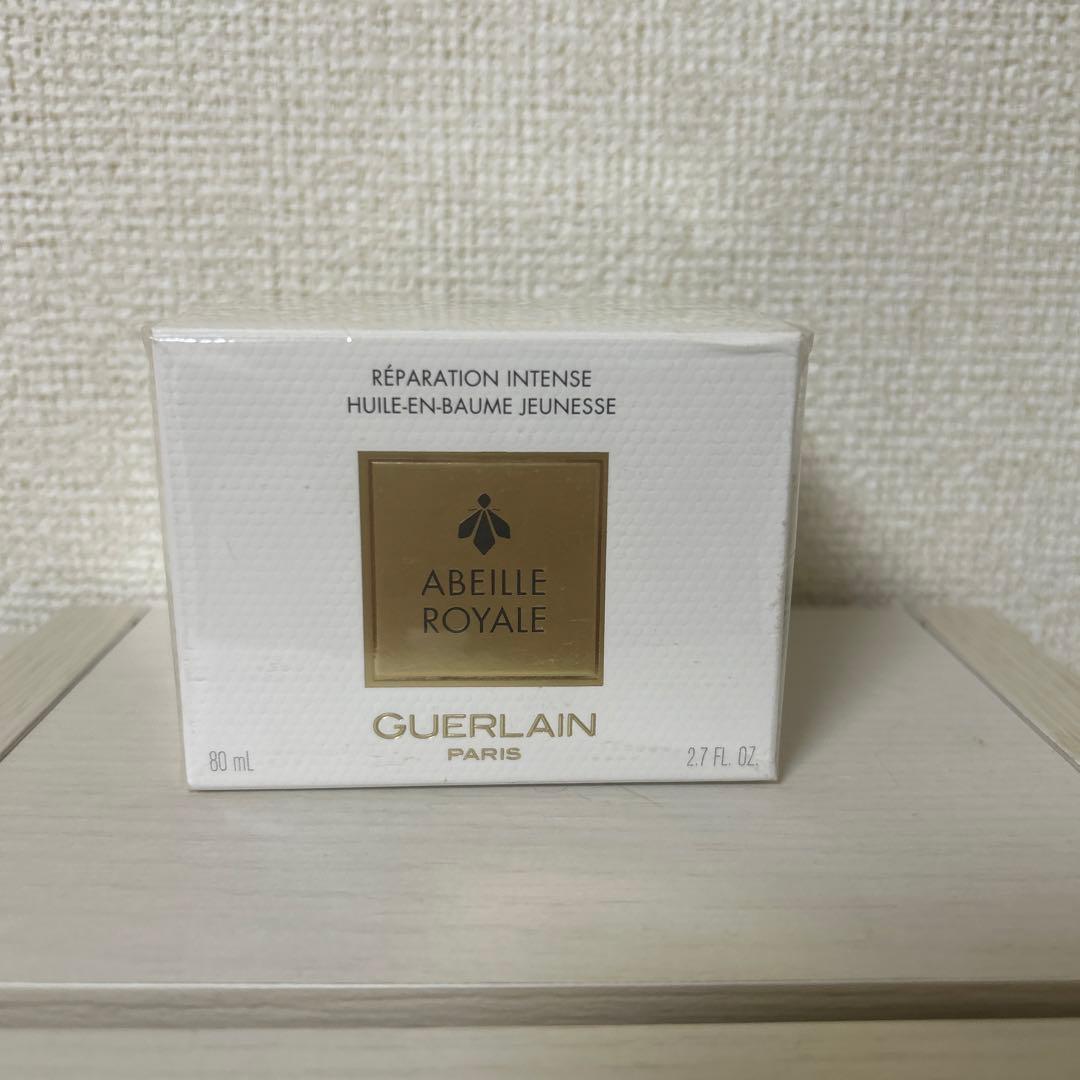 RÉPARATION INTENSE
HUILE-EN-BAUME JEUNESSE
ABEILLE
ROYALE
GUERLAIN
PARIS
80 mL
2.7 FL. OZ.